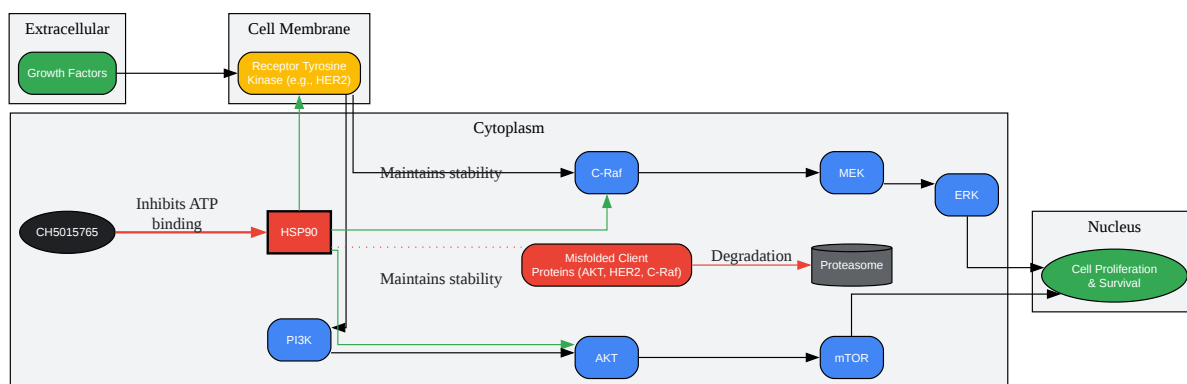 Extracellular
Growth Factors
Cell Membrane
Receptor Tyrosine
Kinase (e.g., HER2)
Cytoplasm
Maintains stability
C-Raf
MEK
ERK
Inhibits ATP
binding
CH5015765
HSP90
Misfolded Client
Proteins (AKT, HER2, C-Raf)
Degradation
Proteasome
Maintains stability
Nucleus
Cell Proliferation
& Survival
PI3K
AKT
mTOR